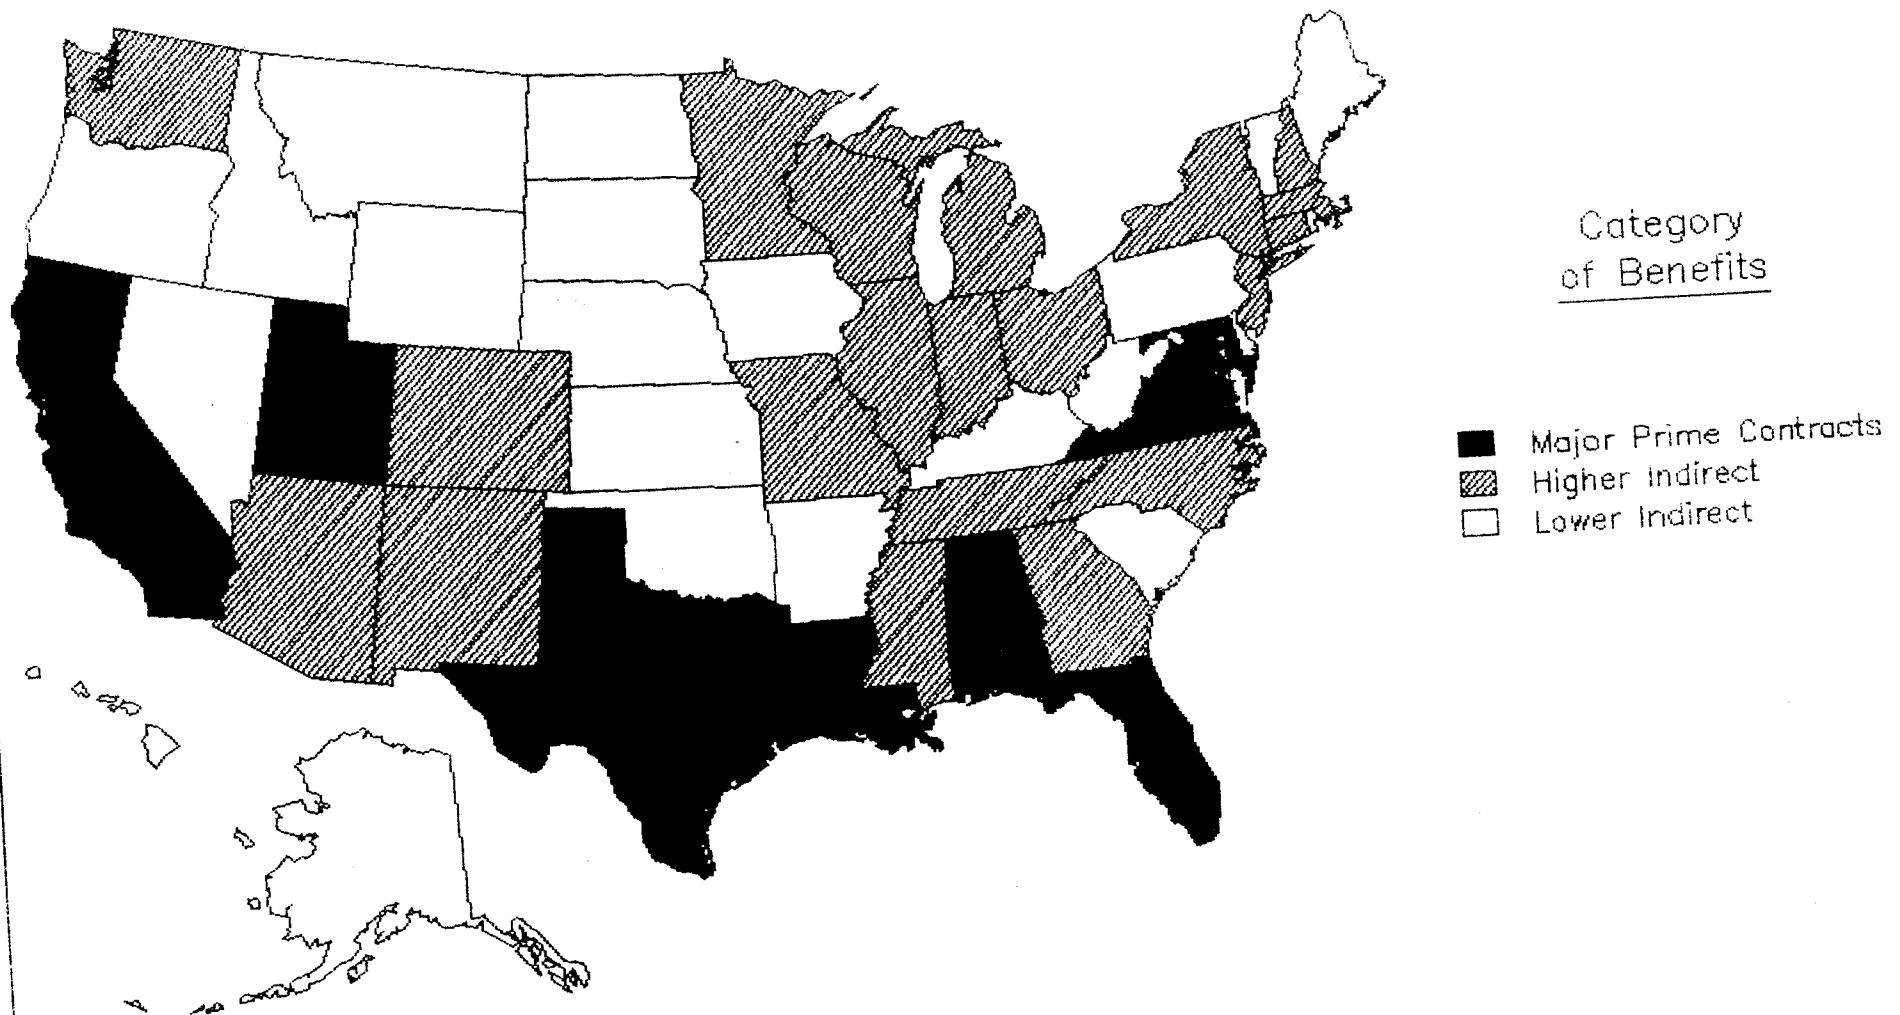 Category
of Benefits
Major Prime Contracts
Higher Indirect
Lower Indirect